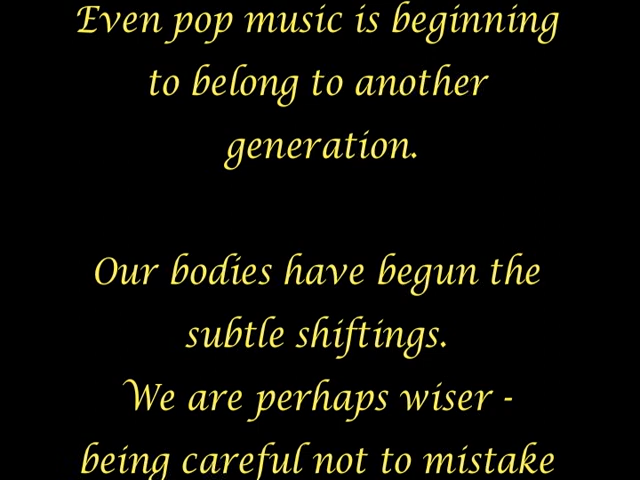 Even pop music is beginning
to belong to another
generation.
Our bodies have begun the
subtle shiftings.
We are perhaps wiser -
being careful not to mistake